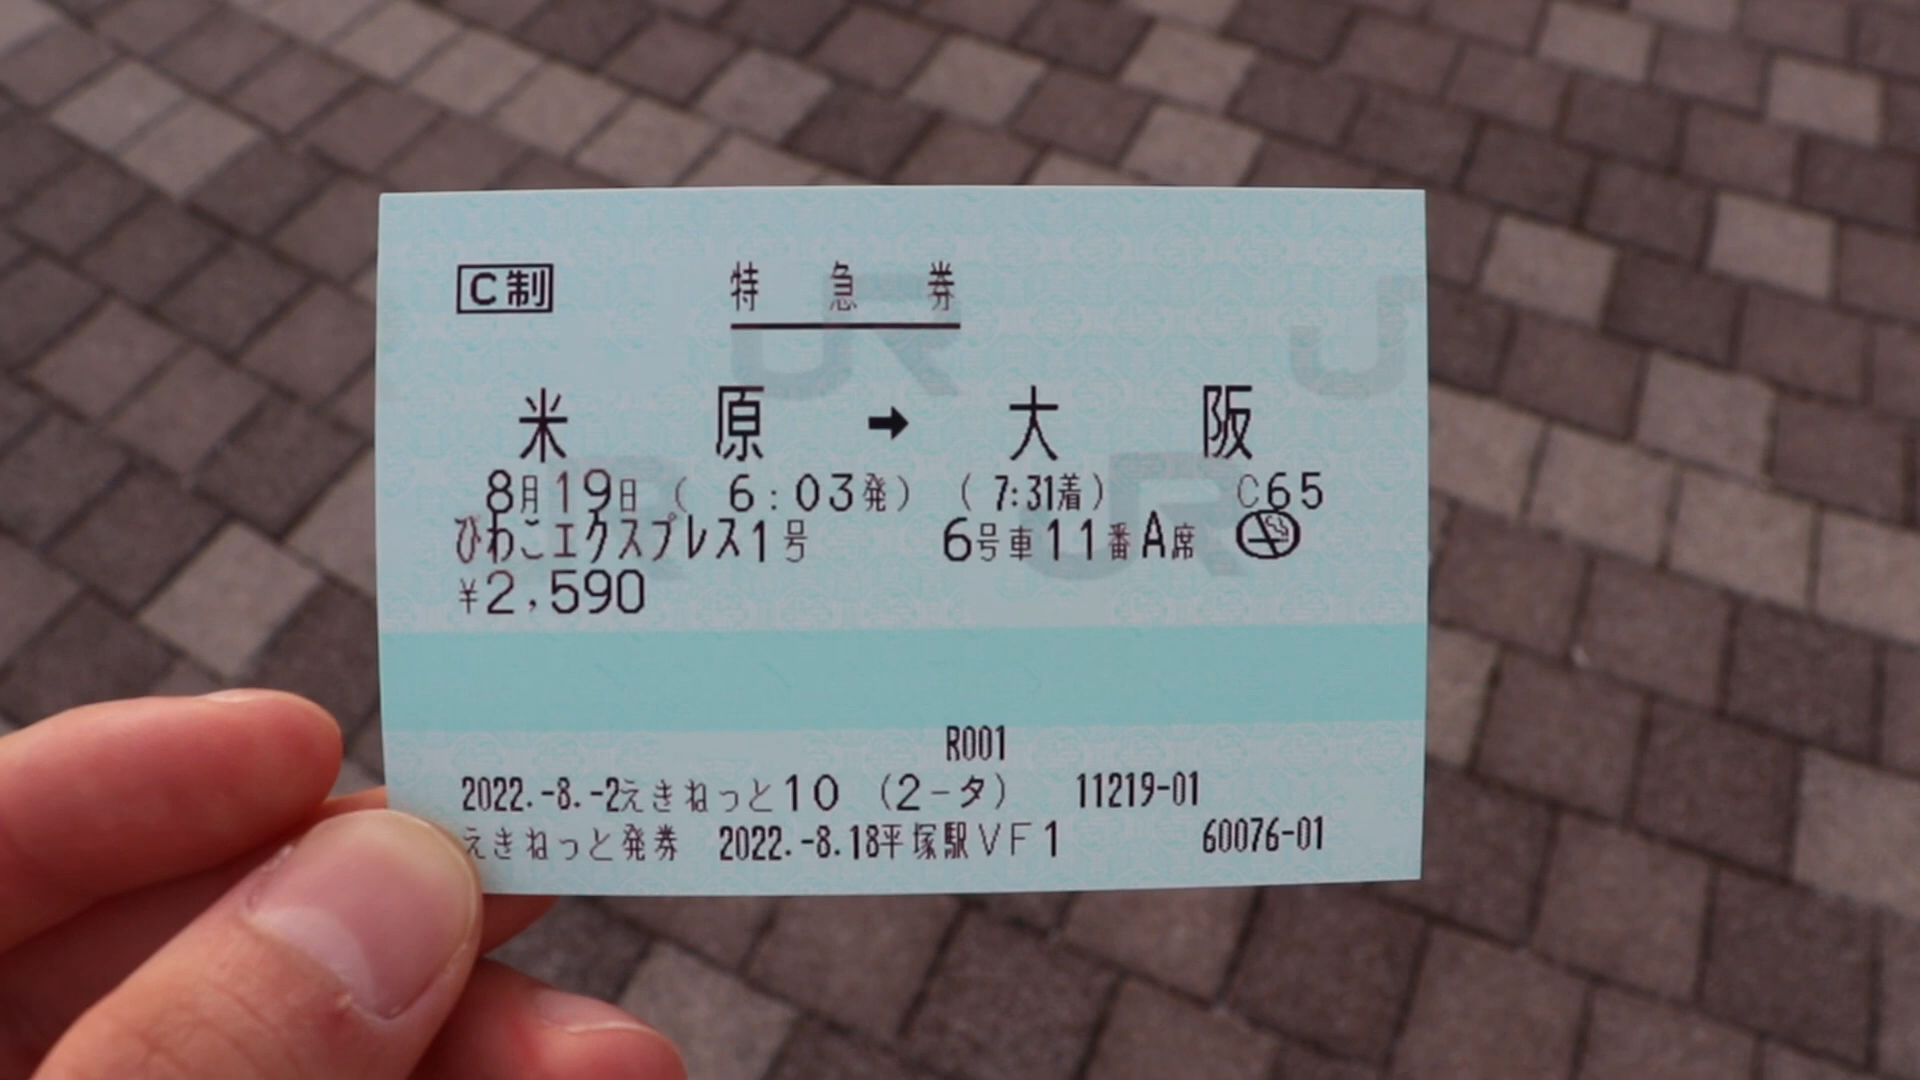 C制 特急券
米原 → 大阪
8月19日 ( 6:03発) ( 7:31着) C65
びわこエクスプレス1号 6号車11番A席
¥2,590
R001
2022.-8.-2えきねっと10 (2-タ) 11219-01
えきねっと発券 2022.-8.18平塚駅VF1 60076-01
JR
JR
JR